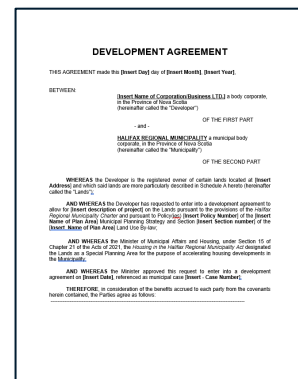 DEVELOPMENT AGREEMENT
THIS AGREEMENT made this [Insert Day] day of [Insert Month], [Insert Year],
BETWEEN:
[Insert Name of Corporation/Business LTD.] a body corporate,
in the Province of Nova Scotia
(hereinafter called the "Developer")
OF THE FIRST PART
- and -
HALIFAX REGIONAL MUNICIPALITY a municipal body
corporate, in the Province of Nova Scotia
(hereinafter called the "Municipality")
OF THE SECOND PART
WHEREAS the Developer is the registered owner of certain lands located at [Insert
Address] and which said lands are more particularly described in Schedule A hereto (hereinafter
called the "Lands");
AND WHEREAS the Developer has requested to enter into a development agreement to
allow for [Insert description of project] on the Lands pursuant to the provisions of the Halifax
Regional Municipality Charter and pursuant to Policy(ies) [Insert Policy Number] of the [Insert
Name of Plan Area] Municipal Planning Strategy and Section [Insert Section number] of the
[Insert, Name of Plan Area] Land Use By-law;
AND WHEREAS the Minister of Municipal Affairs and Housing, under Section 15 of
Chapter 21 of the Acts of 2021, the Housing in the Halifax Regional Municipality Act designated
the Lands as a Special Planning Area for the purpose of accelerating housing developments in
the Municipality.
AND WHEREAS the Minister approved this request to enter into a development
agreement on [Insert Date], referenced as municipal case [Insert - Case Number],
THEREFORE, in consideration of the benefits accrued to each party from the covenants
herein contained, the Parties agree as follows: